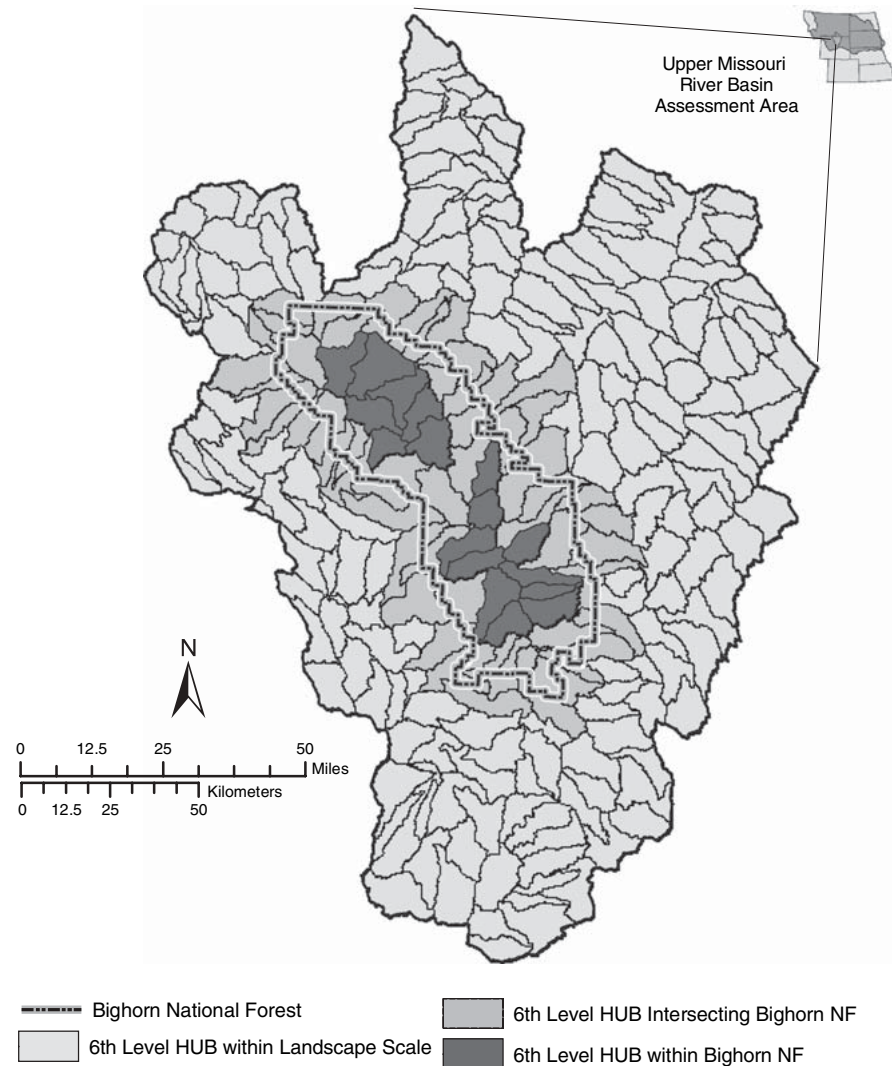 Upper Missouri
River Basin
Assessment Area
N
0 12.5 25 50
Miles
Kilometers
0 12.5 25 50
Bighorn National Forest
6th Level HUB within Landscape Scale
6th Level HUB Intersecting Bighorn NF
6th Level HUB within Bighorn NF